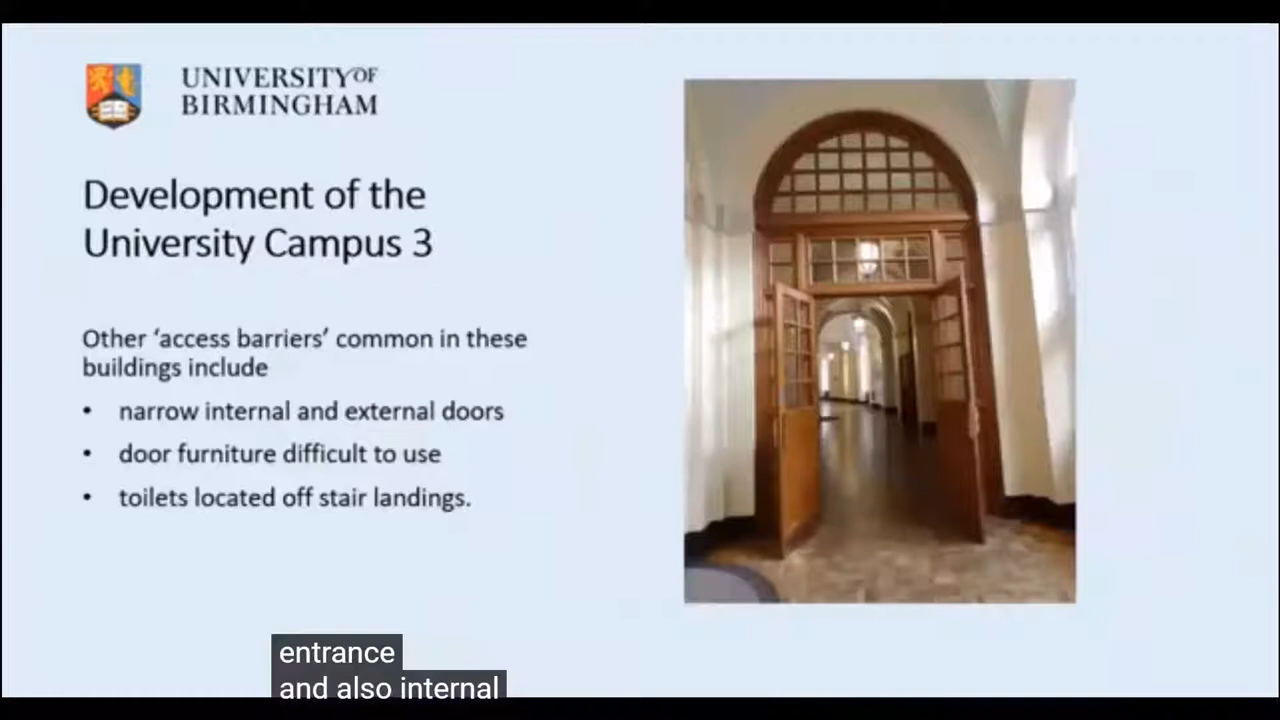 UNIVERSITY OF
BIRMINGHAM
Development of the
University Campus 3
Other ‘access barriers’ common in these
buildings include
• narrow internal and external doors
• door furniture difficult to use
• toilets located off stair landings.
entrance
and also internal